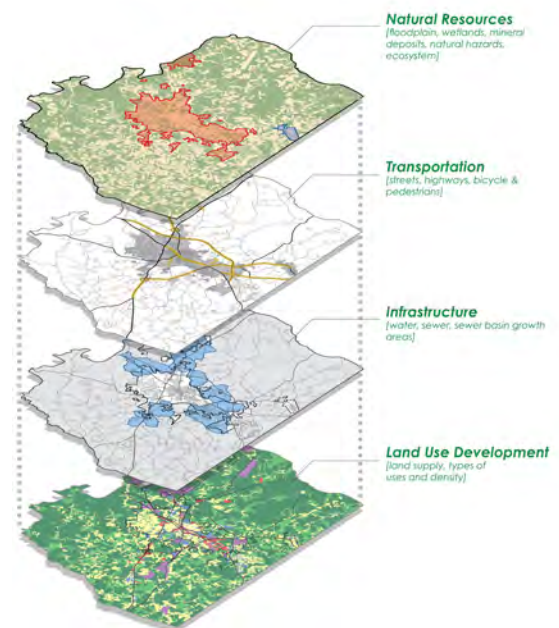 Natural Resources
(floodplain, wetlands, mineral
deposits, natural hazards,
ecosystem)
Transportation
(streets, highways, bicycle &
pedestrians)
Infrastructure
(water, sewer, sewer basin growth
areas)
Land Use Development
(land supply, types of
uses and density)